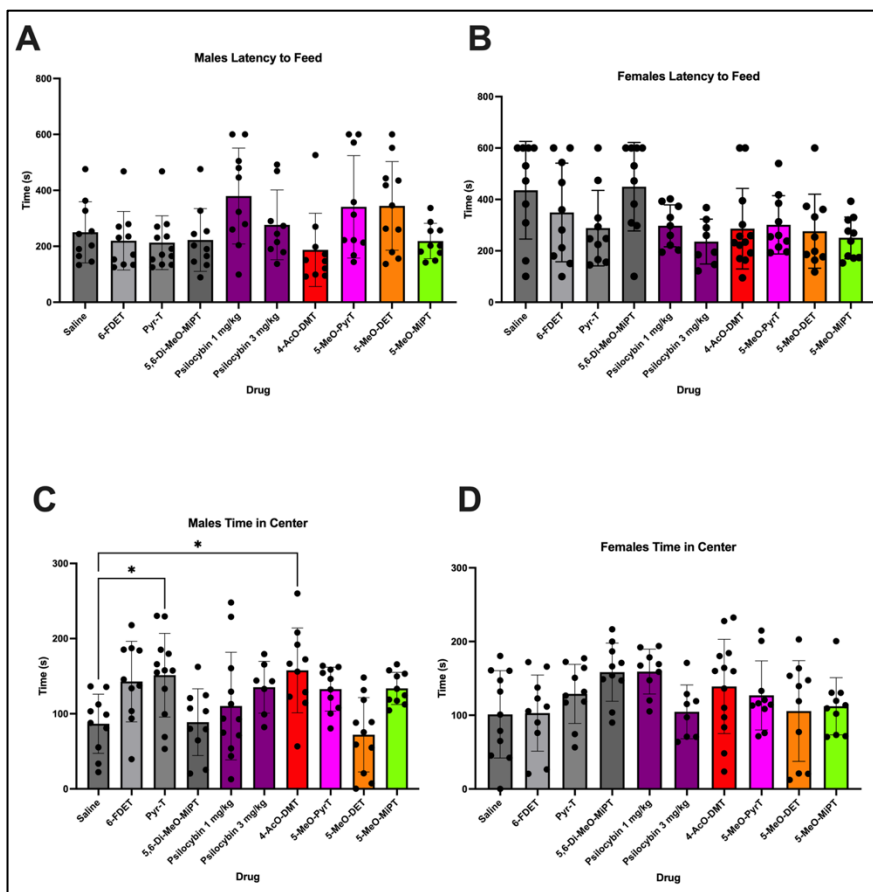 A
Males Latency to Feed
800
600
400
200
0
Time (s)
Saline
6-FDET
Pyr-T
5,6-Di-MeO-MiPT
Psilocybin 1 mg/kg
Psilocybin 3 mg/kg
4-AcO-DMT
5-MeO-PyrT
5-MeO-DET
5-MeO-MIPT
Drug
B
Females Latency to Feed
800
600
400
200
0
Time (s)
Saline
6-FDET
Pyr-T
5,6-Di-MeO-MIPT
Psilocybin 1 mg/kg
Psilocybin 3 mg/kg
4-AcO-DMT
5-MeO-PyrT
5-MeO-DET
5-MeO-MIPT
Drug
C
Males Time in Center
300
200
100
0
Time (s)
*
*
Saline
6-FDET
Pyr-T
5,6-Di-MeO-MIPT
Psilocybin 1 mg/kg
Psilocybin 3 mg/kg
4-AcO-DMT
5-MeO-PyrT
5-MeO-DET
5-MeO-MIPT
Drug
D
Females Time in Center
300
200
100
0
Time (s)
Saline
6-FDET
Pyr-T
5,6-Di-MeO-MIPT
Psilocybin 1 mg/kg
Psilocybin 3 mg/kg
4-AcO-DMT
5-MeO-PyrT
5-MeO-DET
5-MeO-MIPT
Drug